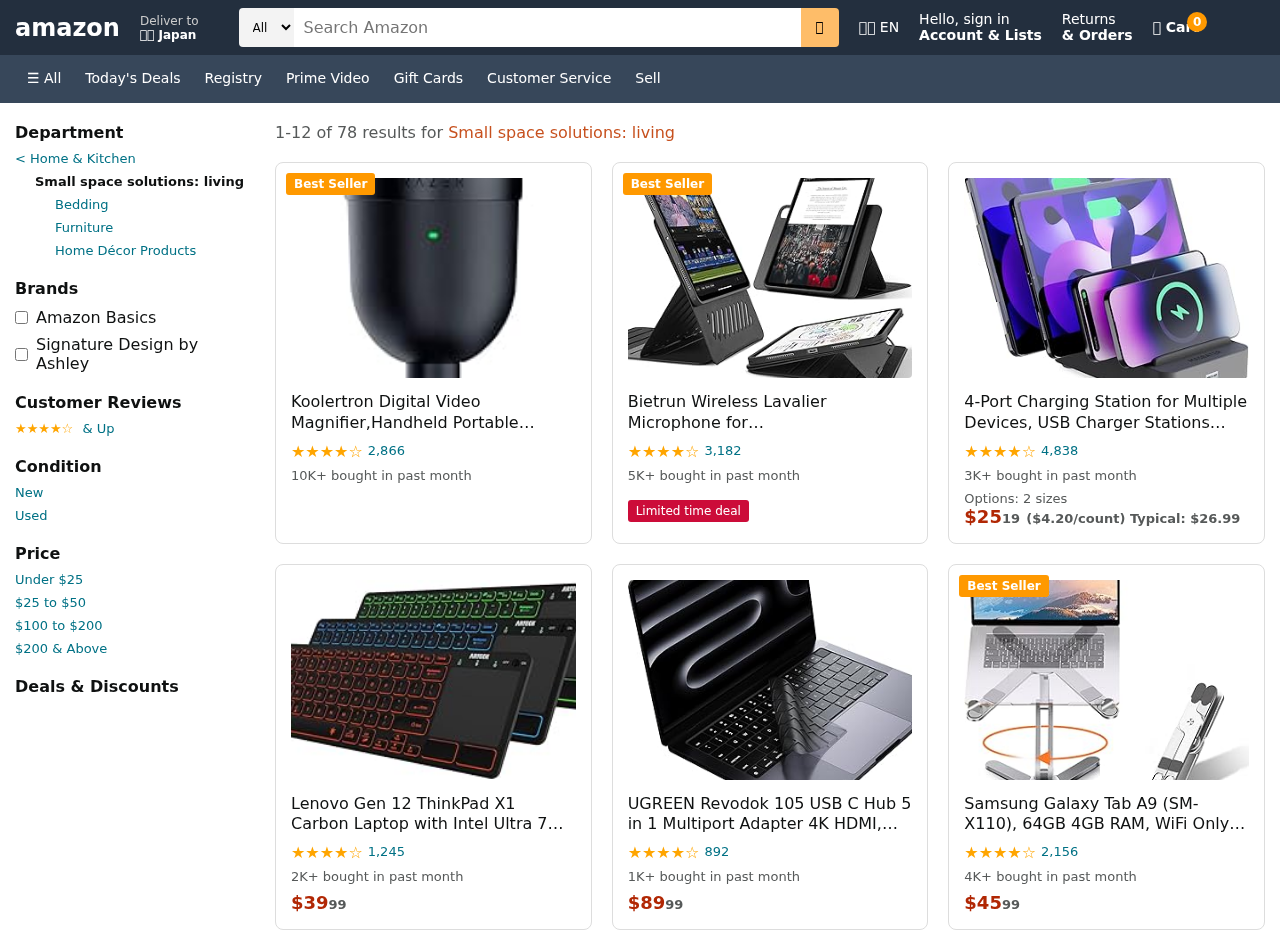 amazon
Deliver to
Japan
All
Search Amazon
EN
Hello, sign in
Account & Lists
Returns
& Orders
0
☰ All
Today's Deals
Registry
Prime Video
Gift Cards
Customer Service
Sell
Department
< Home & Kitchen
Small space solutions: living
Bedding
Furniture
Home Décor Products
Brands
Amazon Basics
Signature Design by
Ashley
Customer Reviews
★★★★☆ & Up
Condition
New
Used
Price
Under $25
$25 to $50
$100 to $200
$200 & Above
Deals & Discounts
1-12 of 78 results for Small space solutions: living
Best Seller
Koolertron Digital Video
Magnifier,Handheld Portable…
★★★★☆ 2,866
10K+ bought in past month
Best Seller
Bietrun Wireless Lavalier
Microphone for…
★★★★☆ 3,182
5K+ bought in past month
Limited time deal
4-Port Charging Station for Multiple
Devices, USB Charger Stations…
★★★★☆ 4,838
3K+ bought in past month
Options: 2 sizes
$25 19 ($4.20/count) Typical: $26.99
ARTECK
ARTECK
ARTECK
Lenovo Gen 12 ThinkPad X1
Carbon Laptop with Intel Ultra 7…
★★★★☆ 1,245
2K+ bought in past month
$39 99
UGREEN Revodok 105 USB C Hub 5
in 1 Multiport Adapter 4K HDMI,…
★★★★☆ 892
1K+ bought in past month
$89 99
Best Seller
Samsung Galaxy Tab A9 (SM-
X110), 64GB 4GB RAM, WiFi Only…
★★★★☆ 2,156
4K+ bought in past month
$45 99